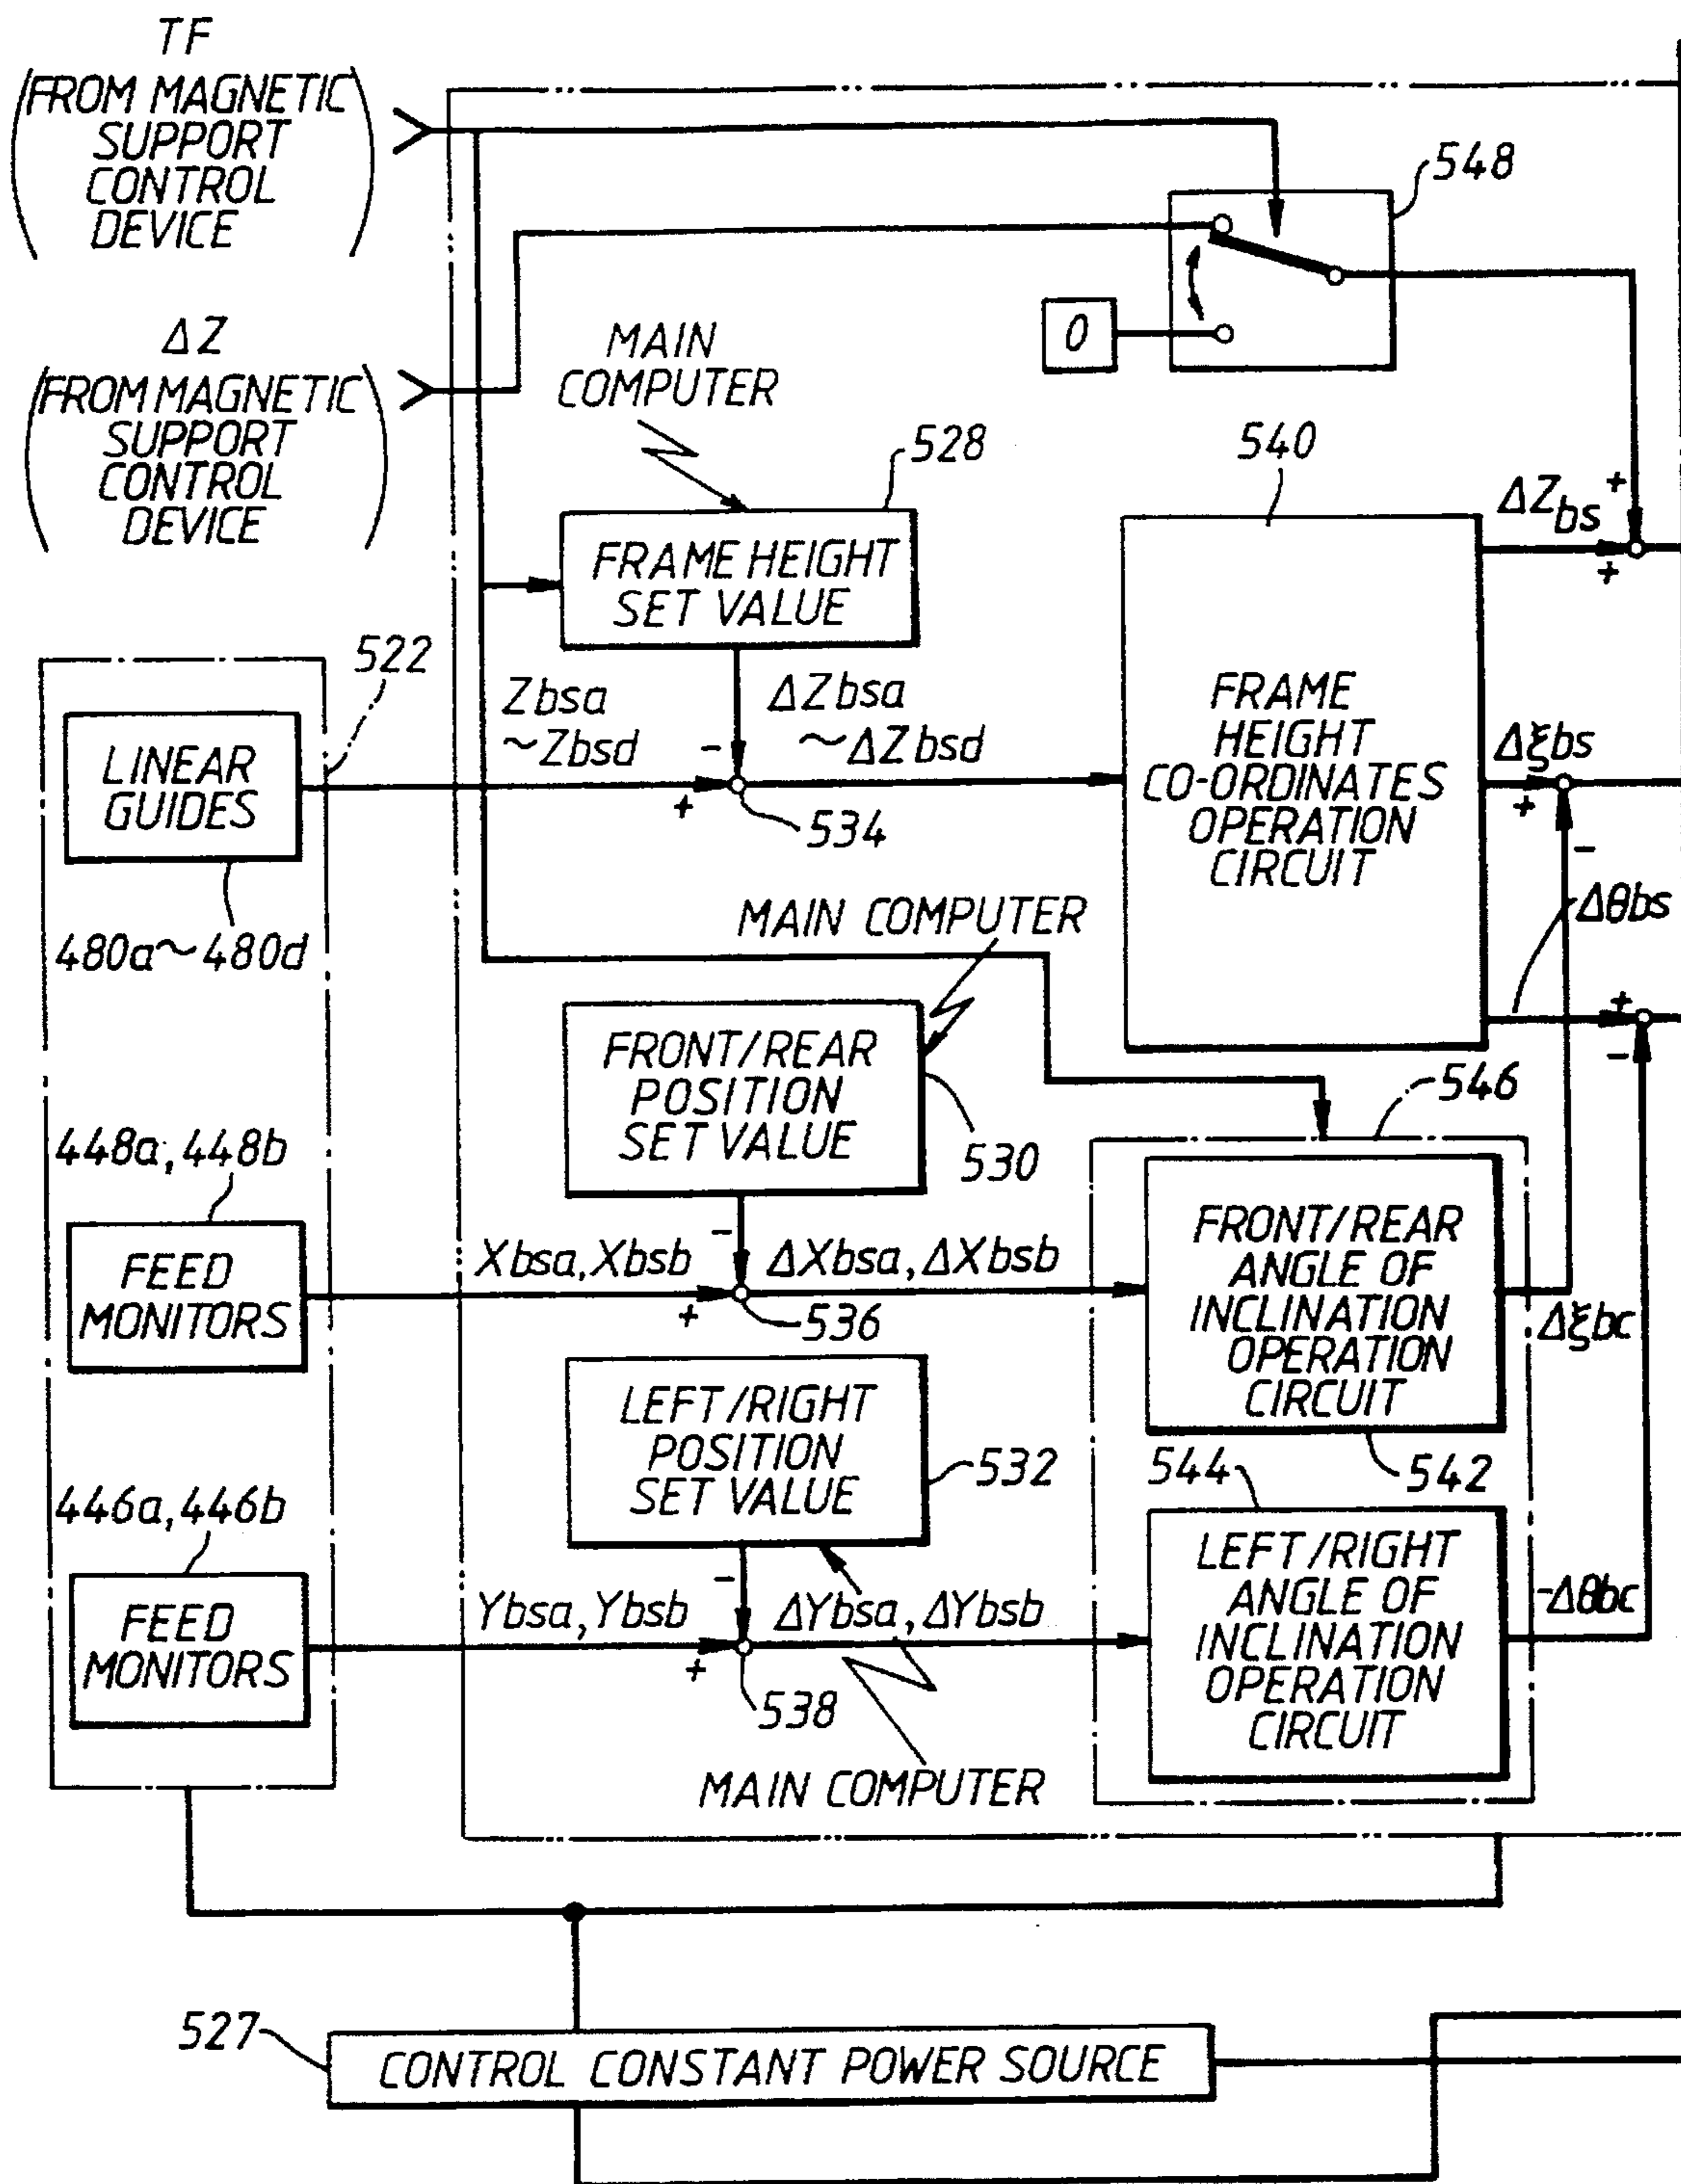 TF
(FROM MAGNETIC
SUPPORT
CONTROL
DEVICE)
548
0
ΔZ
(FROM MAGNETIC
SUPPORT
CONTROL
DEVICE)
MAIN
COMPUTER
528
540
FRAME HEIGHT
SET VALUE
ΔZbs
+
+
522
Zbsa
~Zbsd
ΔZbsa
~ΔZbsd
-
+
534
LINEAR
GUIDES
480a~480d
FRAME
HEIGHT
CO-ORDINATES
OPERATION
CIRCUIT
Δξbs
+
-
Δθbs
+
-
MAIN COMPUTER
FRONT/REAR
POSITION
SET VALUE
530
546
448a, 448b
FEED
MONITORS
Xbsa, Xbsb
-
+
536
ΔXbsa, ΔXbsb
FRONT/REAR
ANGLE OF
INCLINATION
OPERATION
CIRCUIT
Δξbc
542
LEFT/RIGHT
POSITION
SET VALUE
532
544
446a, 446b
FEED
MONITORS
Ybsa, Ybsb
-
+
538
ΔYbsa, ΔYbsb
LEFT/RIGHT
ANGLE OF
INCLINATION
OPERATION
CIRCUIT
-Δθbc
MAIN COMPUTER
527
CONTROL CONSTANT POWER SOURCE